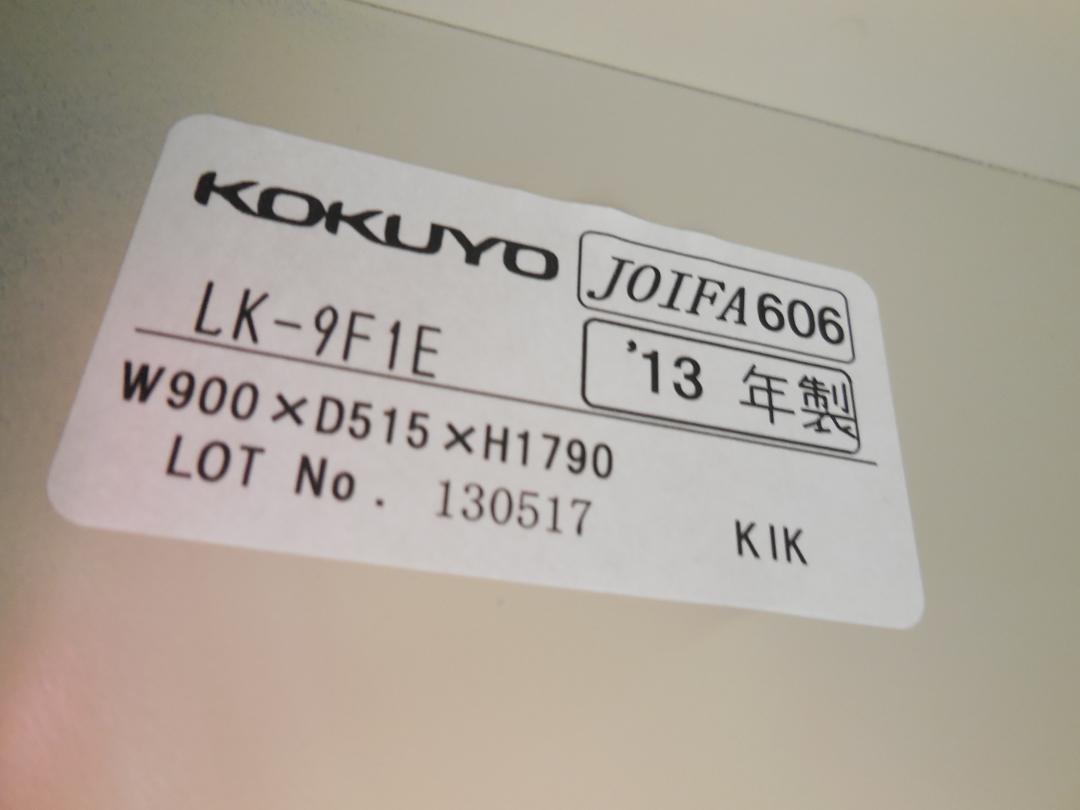 KOKUYO
JOIFA606
LK-9F1E
'13 年製
W900×D515×H1790
LOT No. 130517
KIK